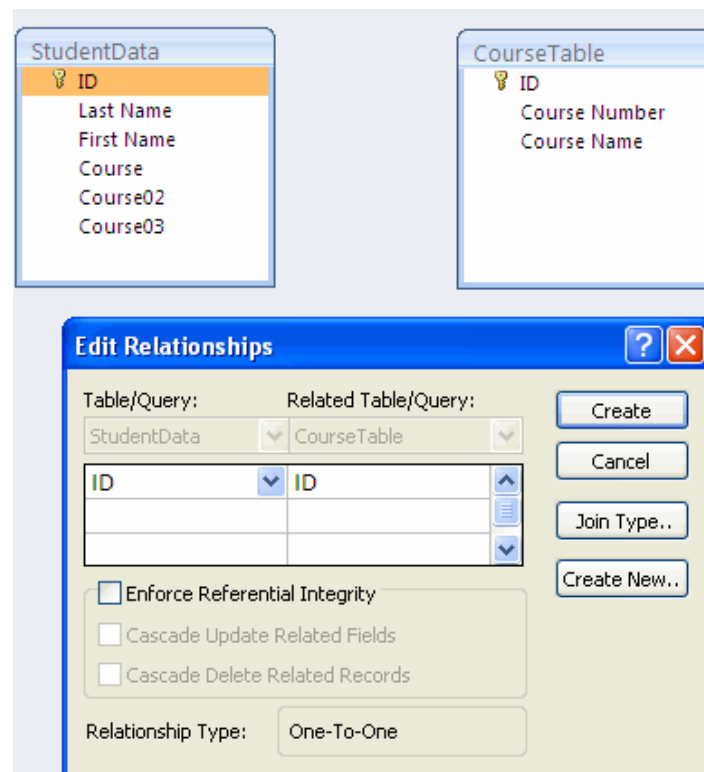 StudentData
ID
Last Name
First Name
Course
Course02
Course03
CourseTable
ID
Course Number
Course Name
Edit Relationships
?
Table/Query: Related Table/Query:
StudentData CourseTable
ID ID
Create
Cancel
Join Type..
Create New..
Enforce Referential Integrity
Cascade Update Related Fields
Cascade Delete Related Records
Relationship Type: One-To-One